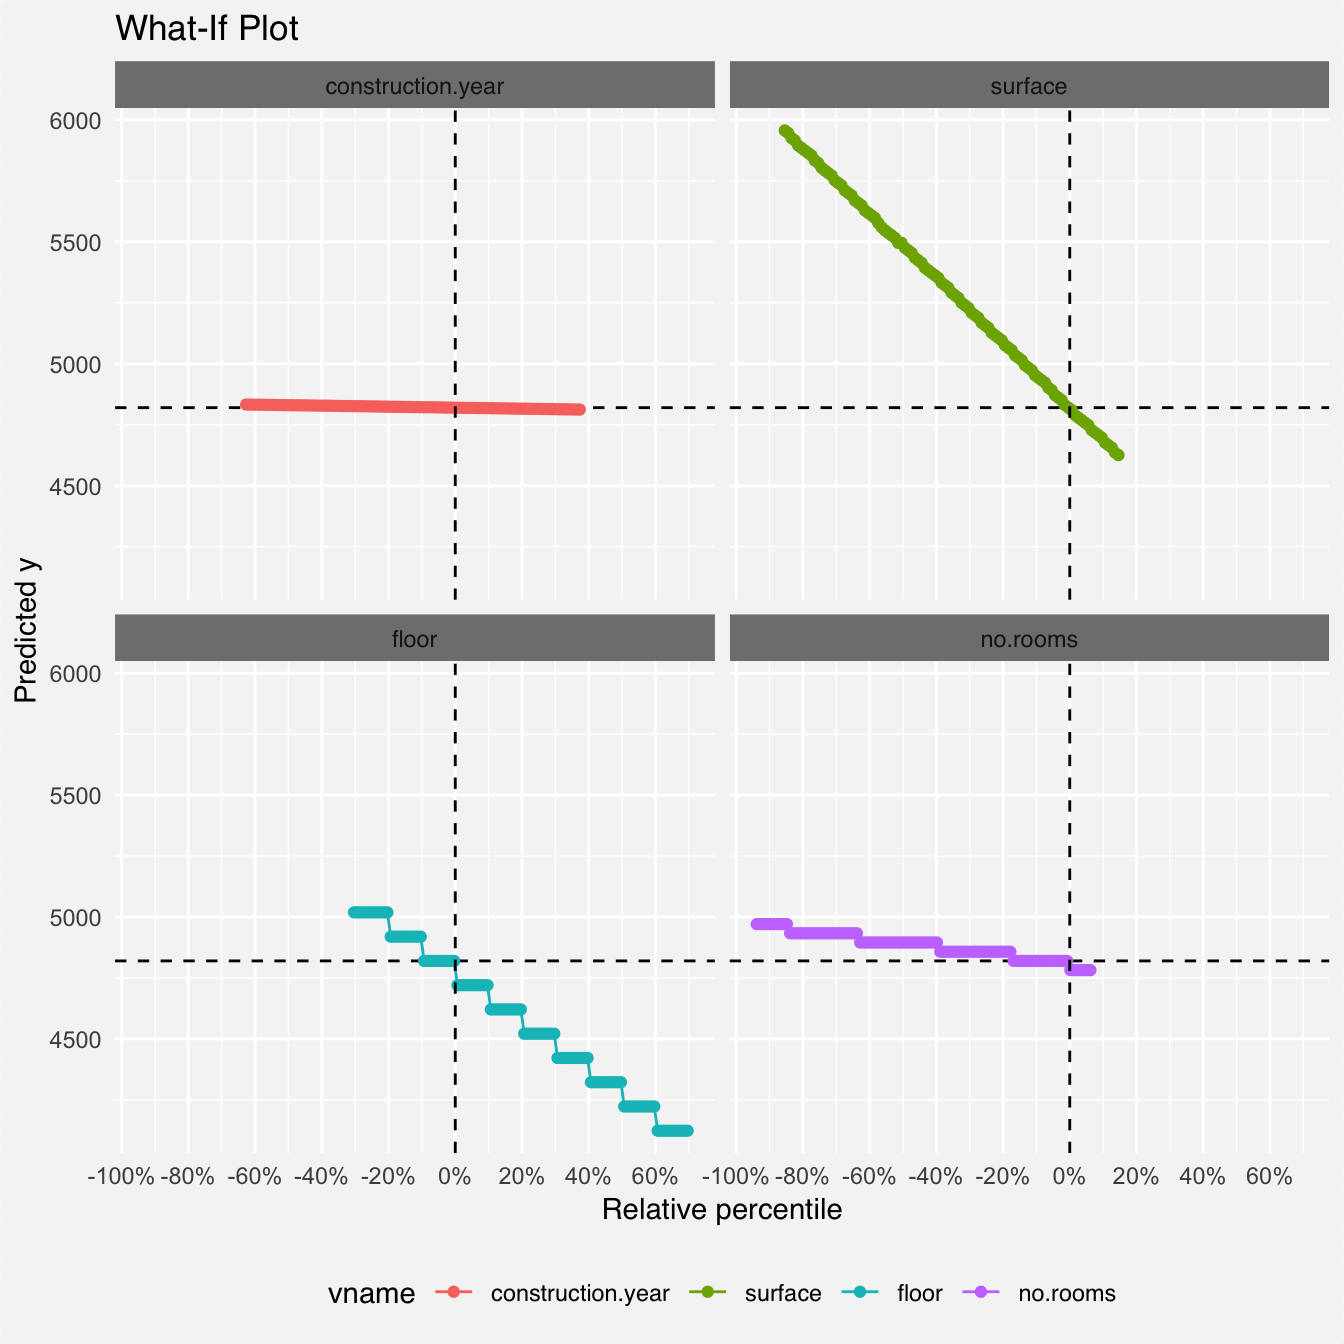 What-If Plot
construction.year
surface
6000
5500
5000
4500
floor
no.rooms
6000
5500
5000
4500
Predicted y
-100% -80% -60% -40% -20% 0% 20% 40% 60%
-100% -80% -60% -40% -20% 0% 20% 40% 60%
Relative percentile
vname construction.year surface floor no.rooms